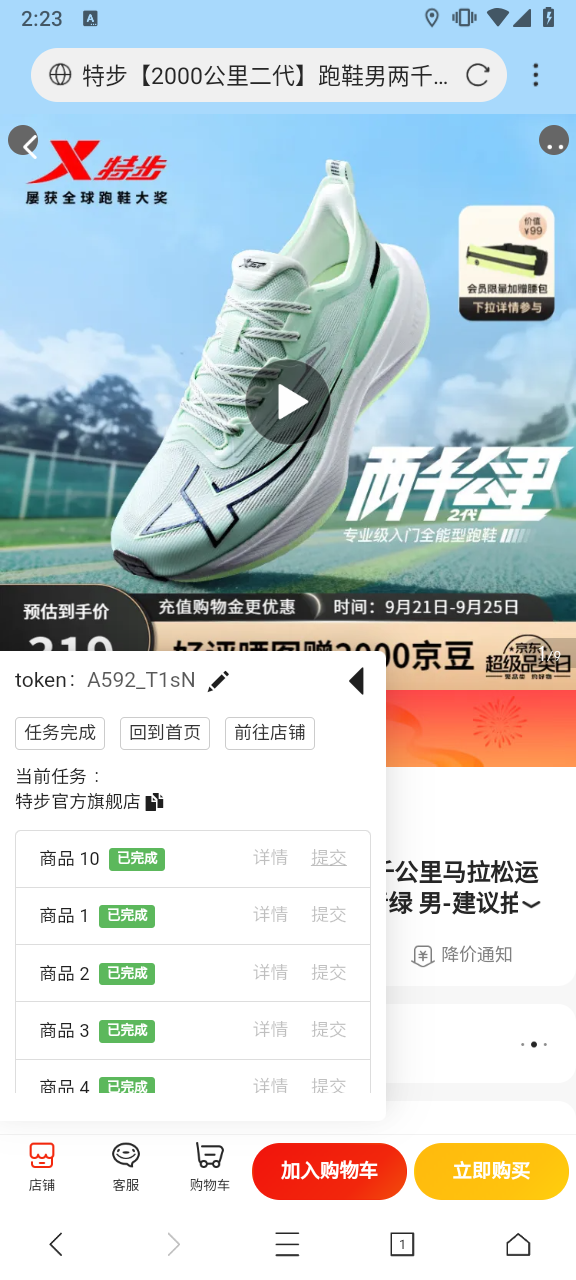 2:23
A
特步【2000公里二代】跑鞋男两千...
X特步
屡获全球跑鞋大奖
价值
¥99
会员限量加赠腰包
下拉详情参与
两千公里
2代
专业级入门全能型跑鞋
预估到手价
充值购物金更优惠
时间：9月21日-9月25日
好评晒图赠2000京豆
京东
超级品类日
1/9
token: A592_T1sN
任务完成
回到首页
前往店铺
当前任务：
特步官方旗舰店
商品 10 已完成 详情 提交
商品 1 已完成 详情 提交
商品 2 已完成 详情 提交
商品 3 已完成 详情 提交
商品 4 已完成 详情 提交
千公里马拉松运
绿 男-建议拍
降价通知
店铺
客服
购物车
加入购物车
立即购买
1